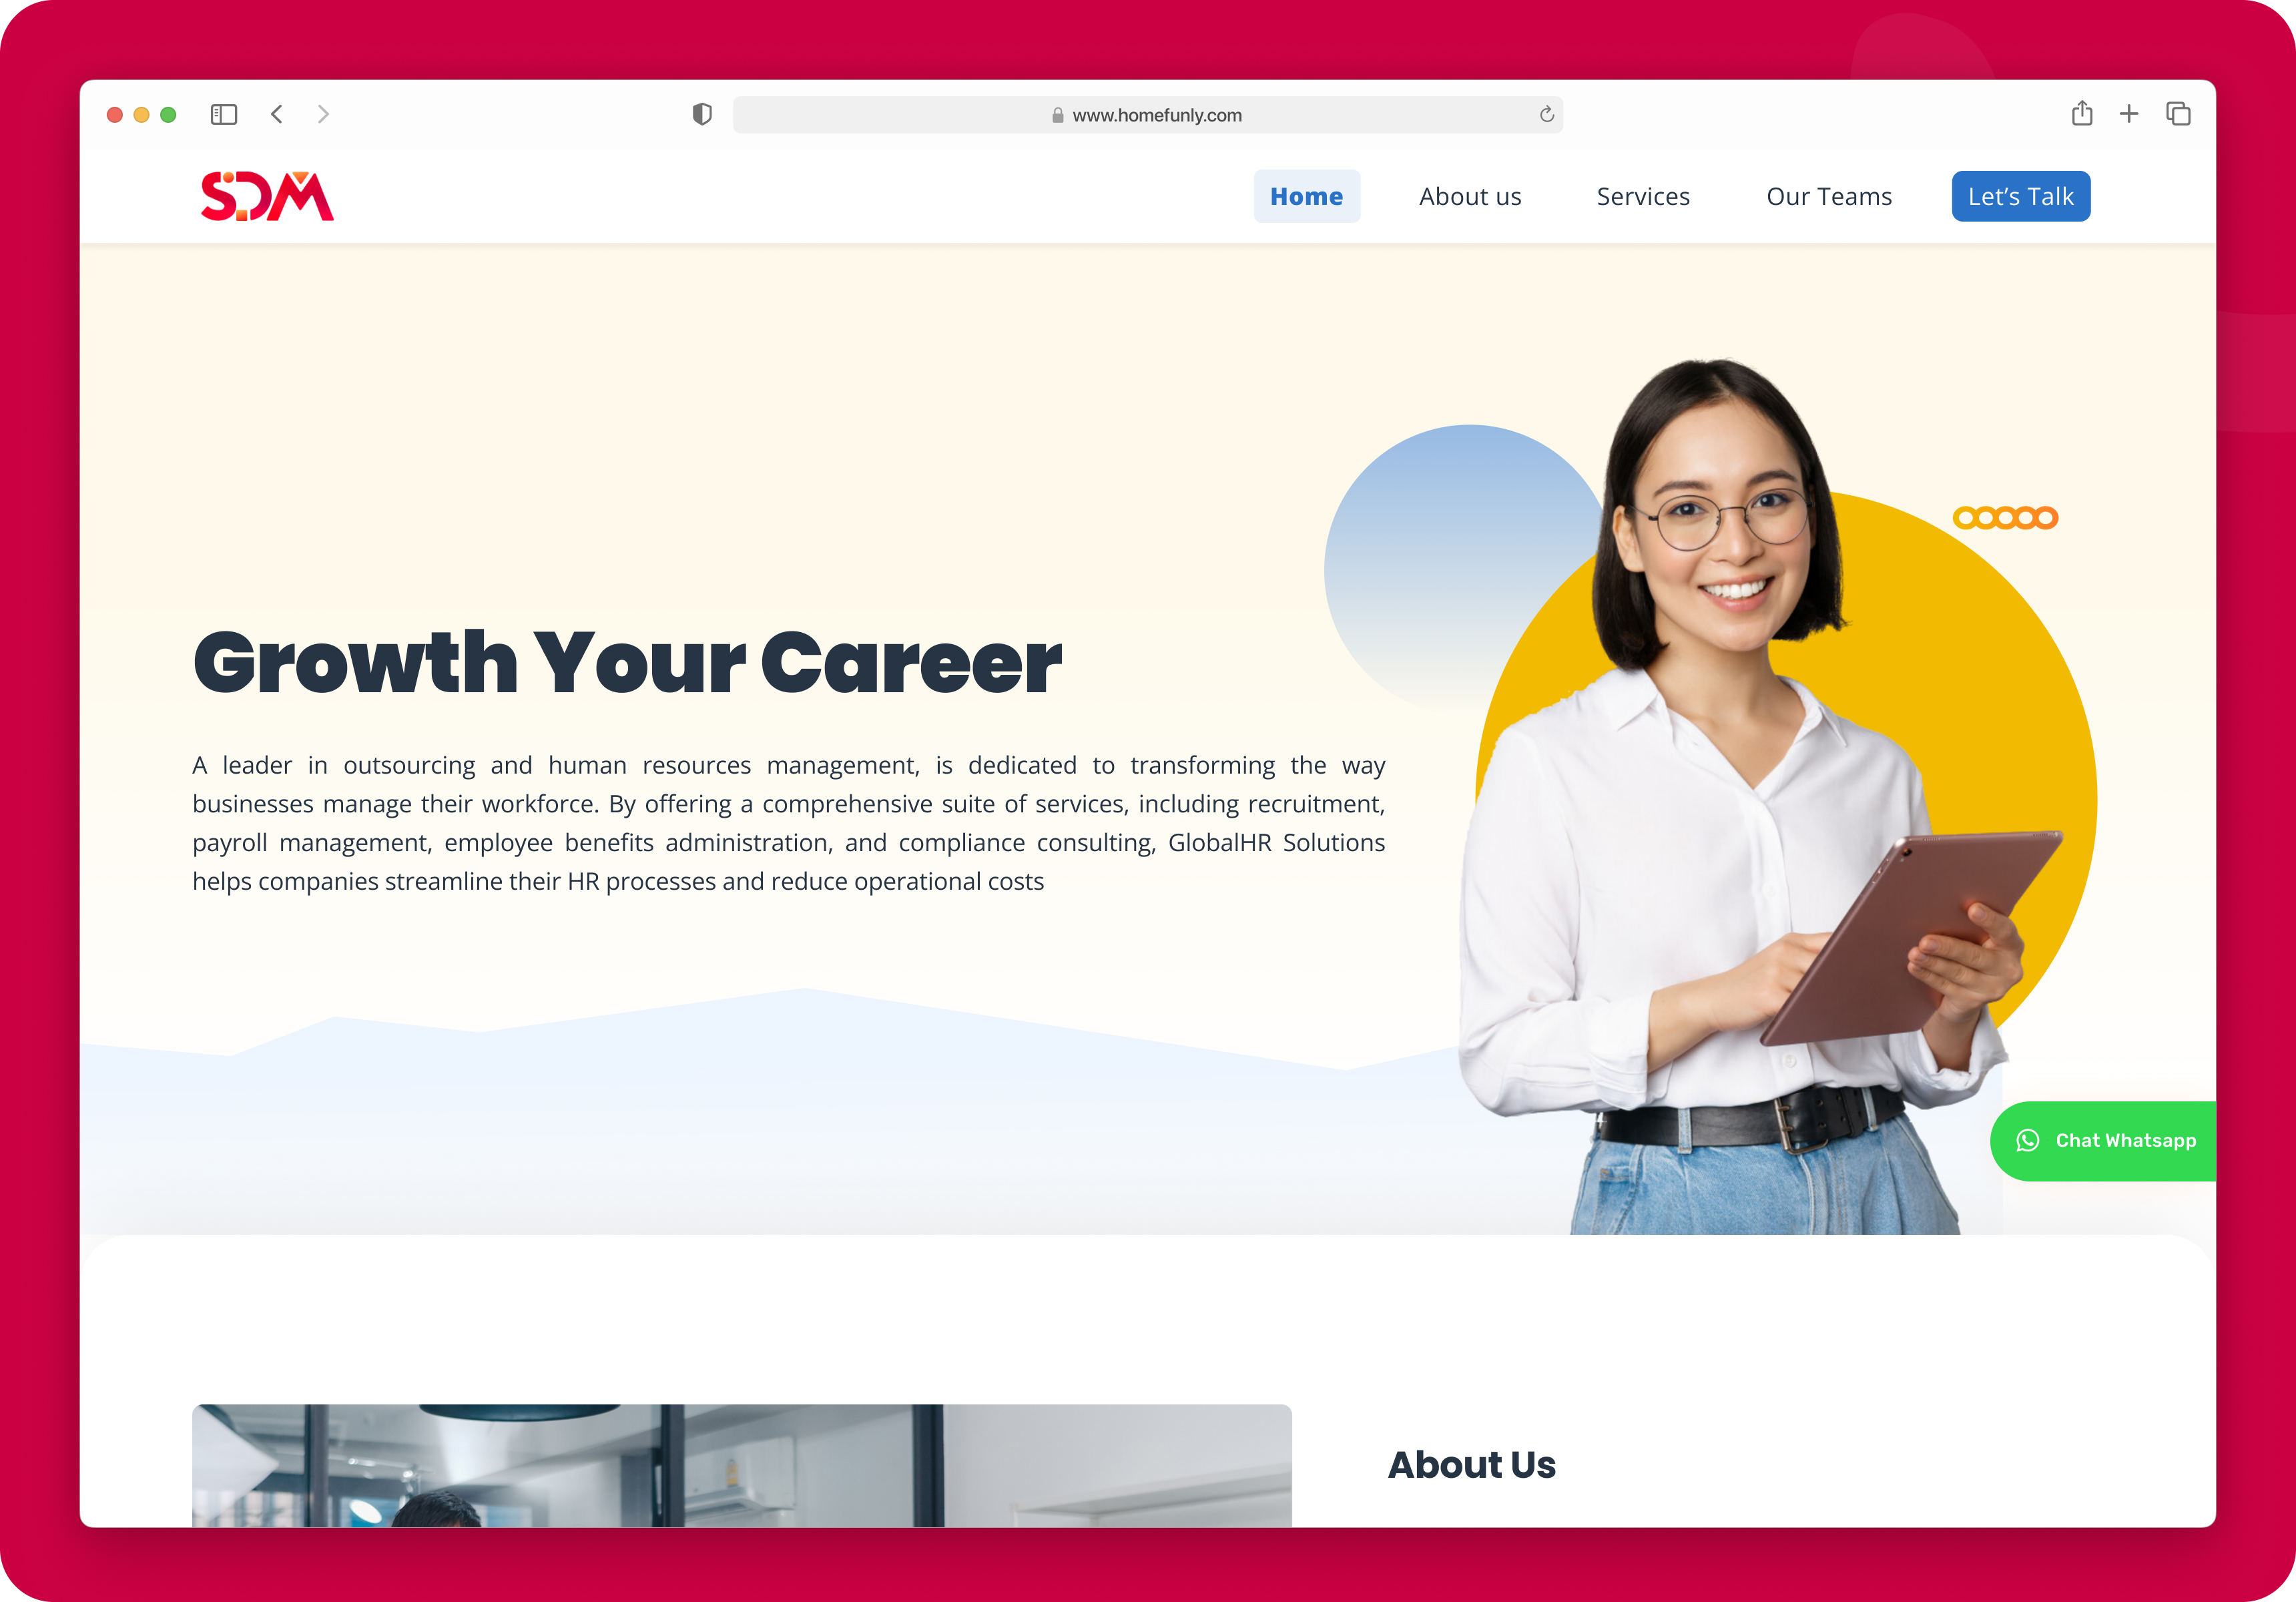 www.homefunly.com
SDM
Home
About us
Services
Our Teams
Let’s Talk
Growth Your Career
A leader in outsourcing and human resources management, is dedicated to transforming the way
businesses manage their workforce. By offering a comprehensive suite of services, including recruitment,
payroll management, employee benefits administration, and compliance consulting, GlobalHR Solutions
helps companies streamline their HR processes and reduce operational costs
Chat Whatsapp
About Us